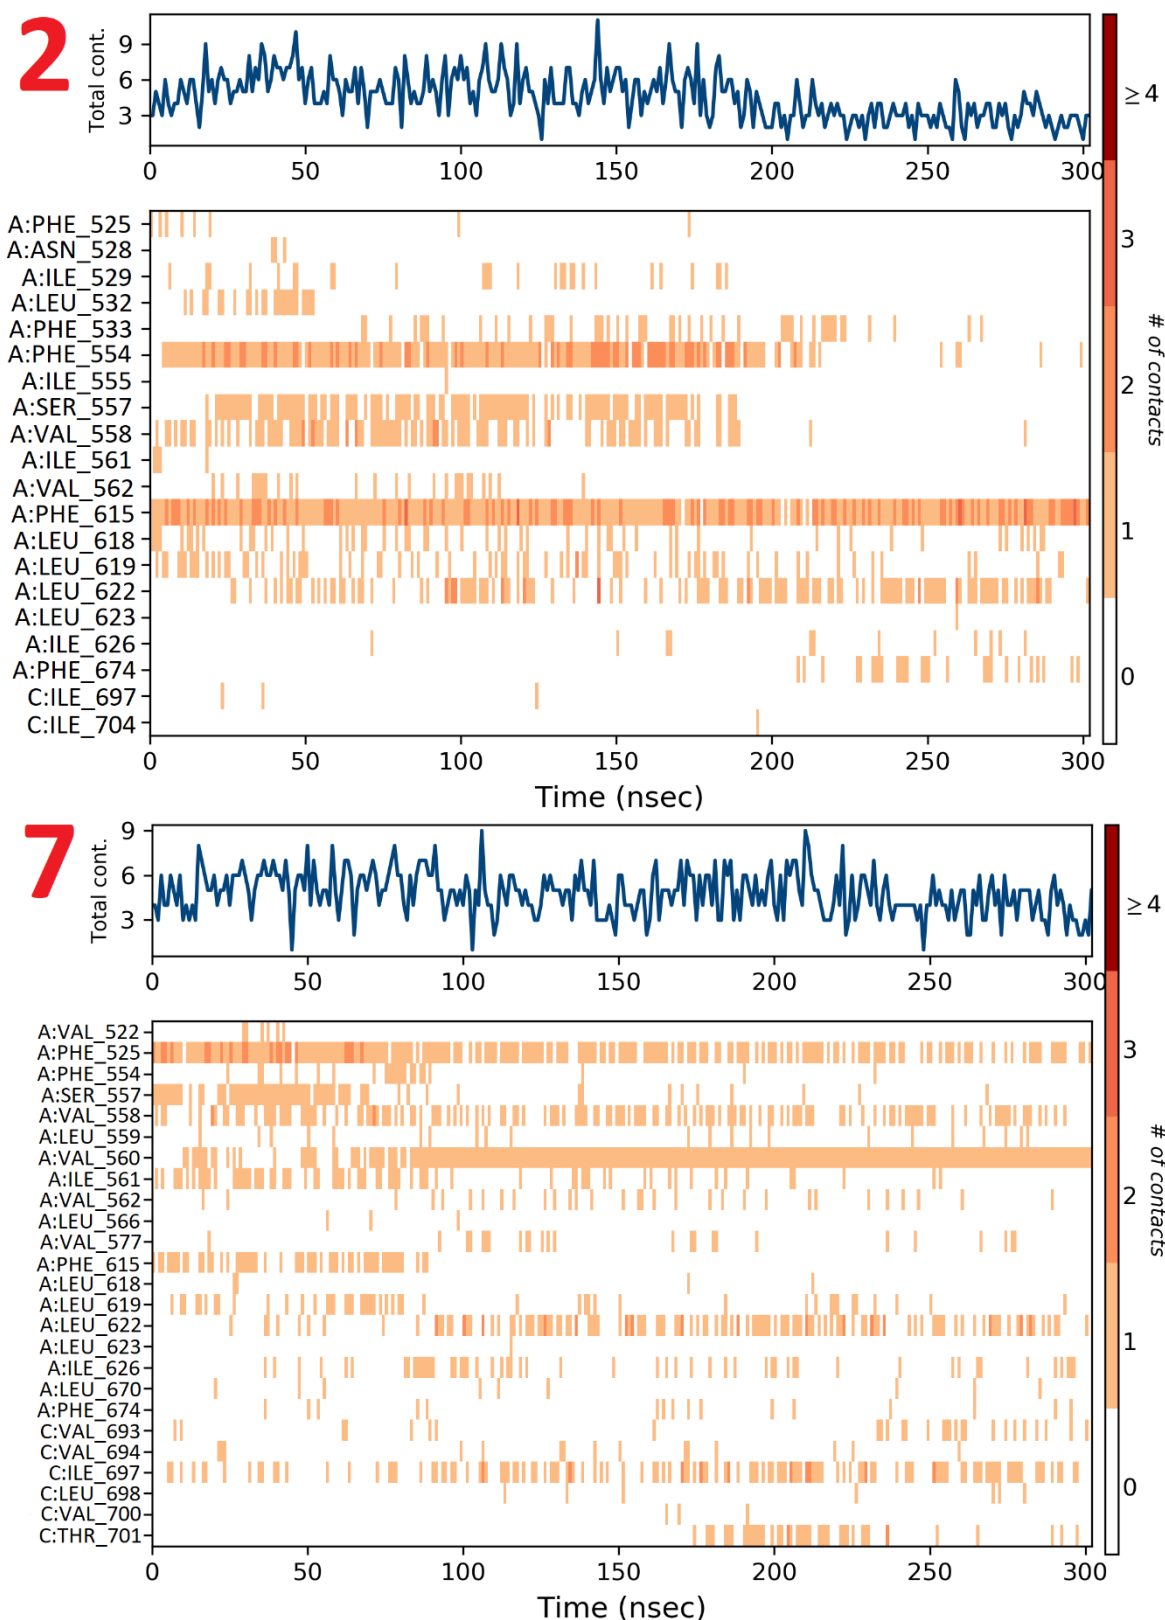 2
Total cont.
9
6
3
0 50 100 150 200 250 300
A:PHE_525
A:ASN_528
A:ILE_529
A:LEU_532
A:PHE_533
A:PHE_554
A:ILE_555
A:SER_557
A:VAL_558
A:ILE_561
A:VAL_562
A:PHE_615
A:LEU_618
A:LEU_619
A:LEU_622
A:LEU_623
A:ILE_626
A:PHE_674
C:ILE_697
C:ILE_704
0 50 100 150 200 250 300
Time (nsec)
≥4
3
2
1
0
# of contacts
7
Total cont.
9
6
3
0 50 100 150 200 250 300
A:VAL_522
A:PHE_525
A:PHE_554
A:SER_557
A:VAL_558
A:LEU_559
A:VAL_560
A:ILE_561
A:VAL_562
A:LEU_566
A:VAL_577
A:PHE_615
A:LEU_618
A:LEU_619
A:LEU_622
A:LEU_623
A:ILE_626
A:LEU_670
A:PHE_674
C:VAL_693
C:VAL_694
C:ILE_697
C:LEU_698
C:VAL_700
C:THR_701
0 50 100 150 200 250 300
Time (nsec)
≥4
3
2
1
0
# of contacts